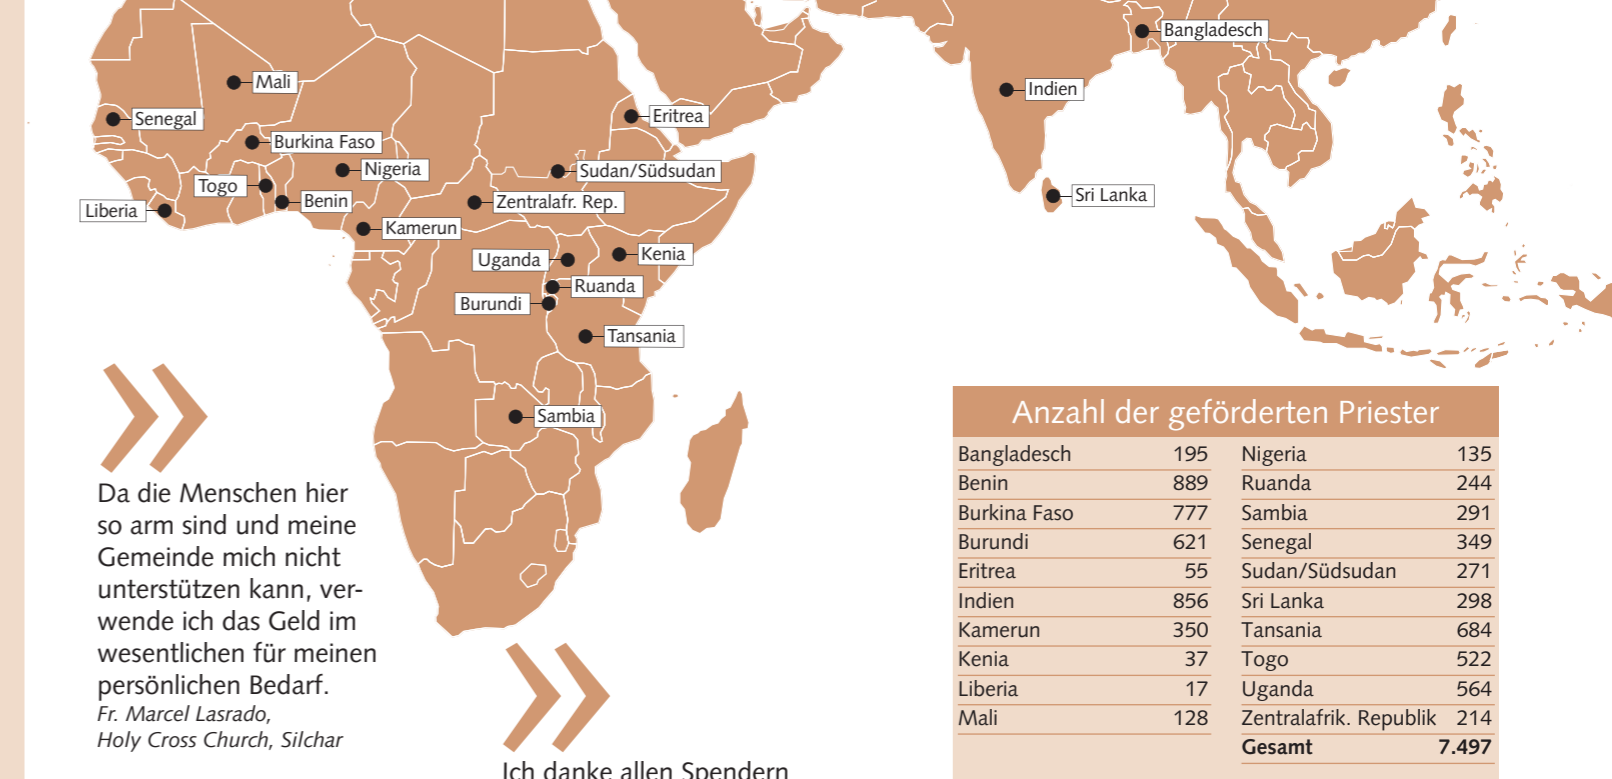 Bangladesch
Mali
Indien
Senegal
Eritrea
Burkina Faso
Nigeria
Sudan/Südsudan
Togo
Sri Lanka
Benin
Zentralafr. Rep.
Liberia
Kamerun
Uganda
Kenia
Ruanda
Burundi
Tansania
Sambia
Da die Menschen hier
so arm sind und meine
Gemeinde mich nicht
unterstützen kann, ver-
wende ich das Geld im
wesentlichen für meinen
persönlichen Bedarf.
Fr. Marcel Lasrado,
Holy Cross Church, Silchar
Ich danke allen Spendern
Anzahl der geförderten Priester
Bangladesch 195 Nigeria 135
Benin 889 Ruanda 244
Burkina Faso 777 Sambia 291
Burundi 621 Senegal 349
Eritrea 55 Sudan/Südsudan 271
Indien 856 Sri Lanka 298
Kamerun 350 Tansania 684
Kenia 37 Togo 522
Liberia 17 Uganda 564
Mali 128 Zentralafrik. Republik 214
Gesamt 7.497